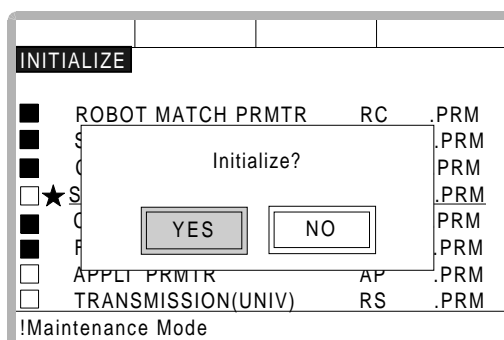 INITIALIZE
ROBOT MATCH PRMTR RC .PRM
.PRM
PRM
.PRM
PRM
.PRM
Initialize?
YES NO
APPLI PRMTR AP .PRM
TRANSMISSION(UNIV) RS .PRM
!Maintenance Mode